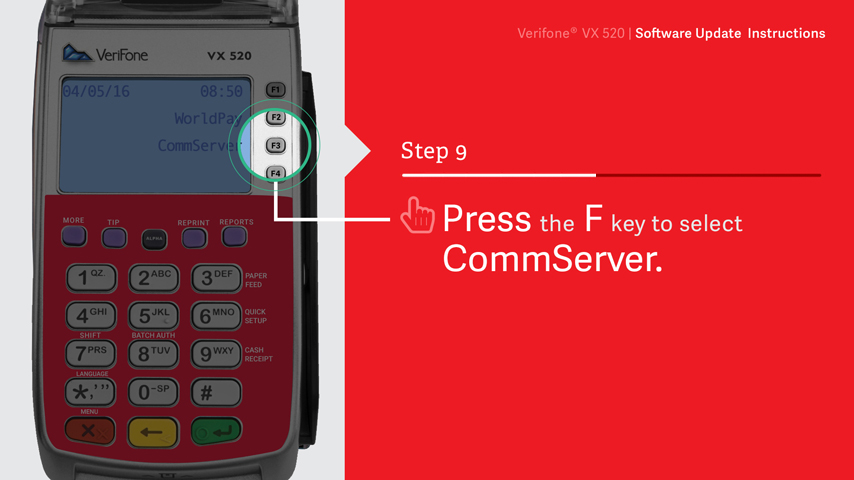 Verifone® VX 520 | Software Update Instructions
VeriFone VX 520
04/05/16 08:50
WorldPay
CommServer
F1
F2
F3
F4
Step 9
Press the F key to select
CommServer.
MORE TIP ALPHA REPRINT REPORTS
1 QZ. 2 ABC 3 DEF PAPER FEED
4 GHI 5 JKL 6 MNO QUICK SETUP
SHIFT BATCH AUTH
7 PRS 8 TUV 9 WXY CASH RECEIPT
LANGUAGE
*,'" 0 -SP #
MENU